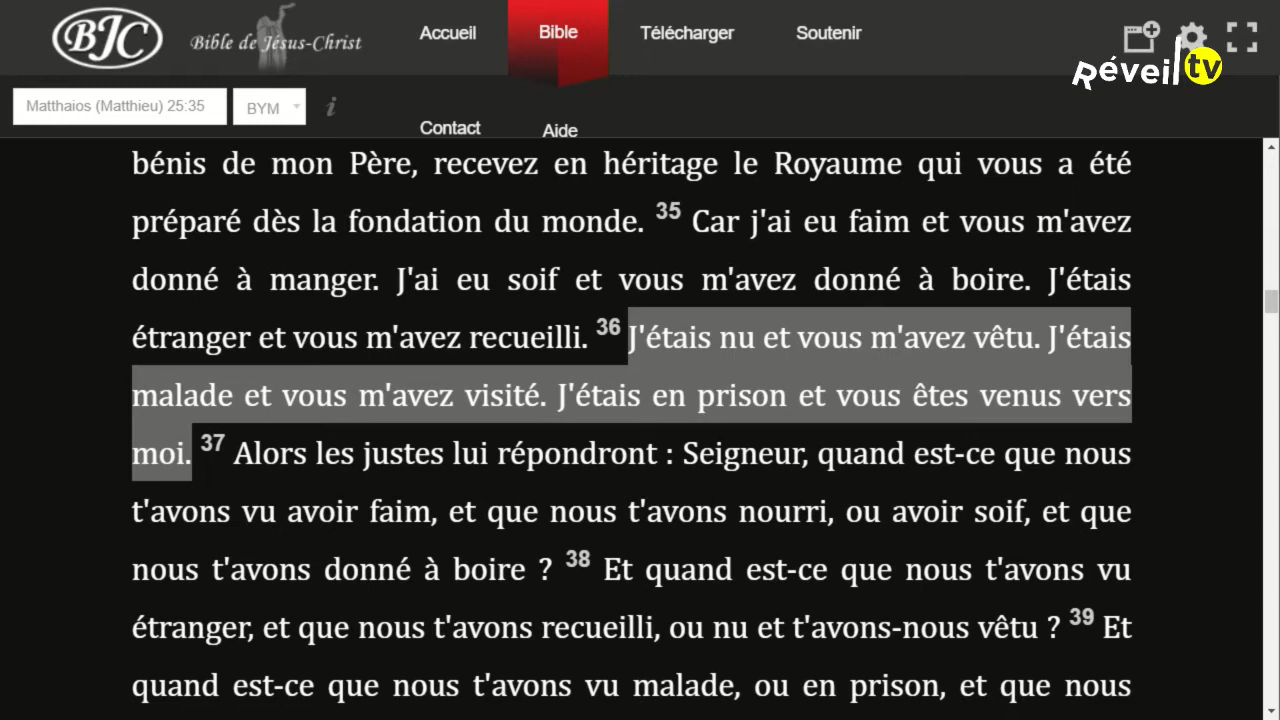 BJC
Bible de Jésus-Christ
Accueil
Bible
Télécharger
Soutenir
Réveil tv
Matthaios (Matthieu) 25:35
BYM
i
Contact
Aide
bénis de mon Père, recevez en héritage le Royaume qui vous a été
préparé dès la fondation du monde. 35 Car j'ai eu faim et vous m'avez
donné à manger. J'ai eu soif et vous m'avez donné à boire. J'étais
étranger et vous m'avez recueilli. 36 J'étais nu et vous m'avez vêtu. J'étais
malade et vous m'avez visité. J'étais en prison et vous êtes venus vers
moi. 37 Alors les justes lui répondront : Seigneur, quand est-ce que nous
t'avons vu avoir faim, et que nous t'avons nourri, ou avoir soif, et que
nous t'avons donné à boire ? 38 Et quand est-ce que nous t'avons vu
étranger, et que nous t'avons recueilli, ou nu et t'avons-nous vêtu ? 39 Et
quand est-ce que nous t'avons vu malade, ou en prison, et que nous